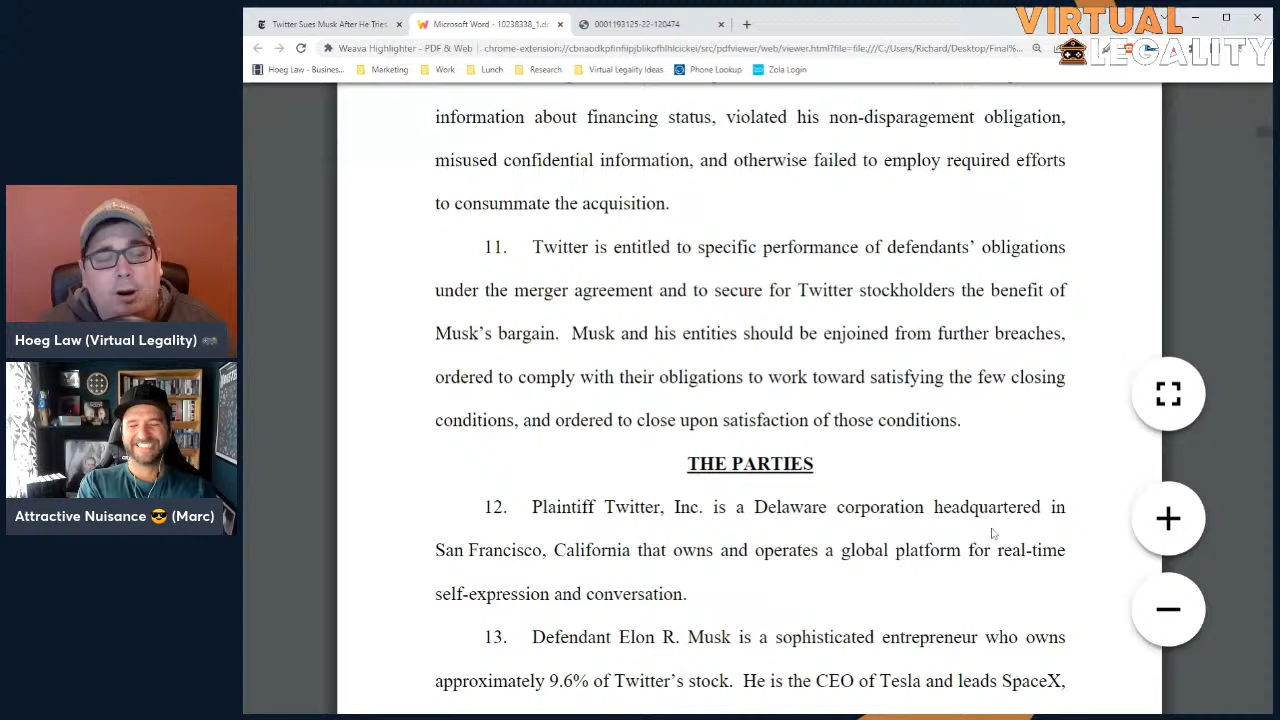 Twitter Sues Musk After He Tries
Microsoft Word - 10238338_1.do
0001193125-22-120474
VIRTUAL
LEGALITY
Weava Highlighter - PDF & Web
Hoeg Law - Busines...
Marketing
Work
Lunch
Research
Virtual Legality Ideas
Phone Lookup
Zola Login
information about financing status, violated his non-disparagement obligation,
misused confidential information, and otherwise failed to employ required efforts
to consummate the acquisition.
11. Twitter is entitled to specific performance of defendants’ obligations
under the merger agreement and to secure for Twitter stockholders the benefit of
Musk’s bargain. Musk and his entities should be enjoined from further breaches,
ordered to comply with their obligations to work toward satisfying the few closing
conditions, and ordered to close upon satisfaction of those conditions.
THE PARTIES
12. Plaintiff Twitter, Inc. is a Delaware corporation headquartered in
San Francisco, California that owns and operates a global platform for real-time
self-expression and conversation.
13. Defendant Elon R. Musk is a sophisticated entrepreneur who owns
approximately 9.6% of Twitter’s stock. He is the CEO of Tesla and leads SpaceX,
Hoeg Law (Virtual Legality) 🎮
Attractive Nuisance 😎 (Marc)